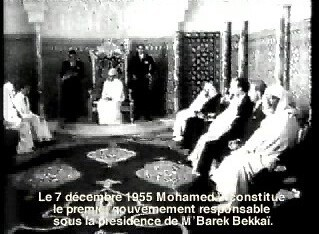 Le 7 décembre 1955 Mohamed V constitue
le premier gouvernement responsable
sous la présidence de M'Barek Bekkaï.